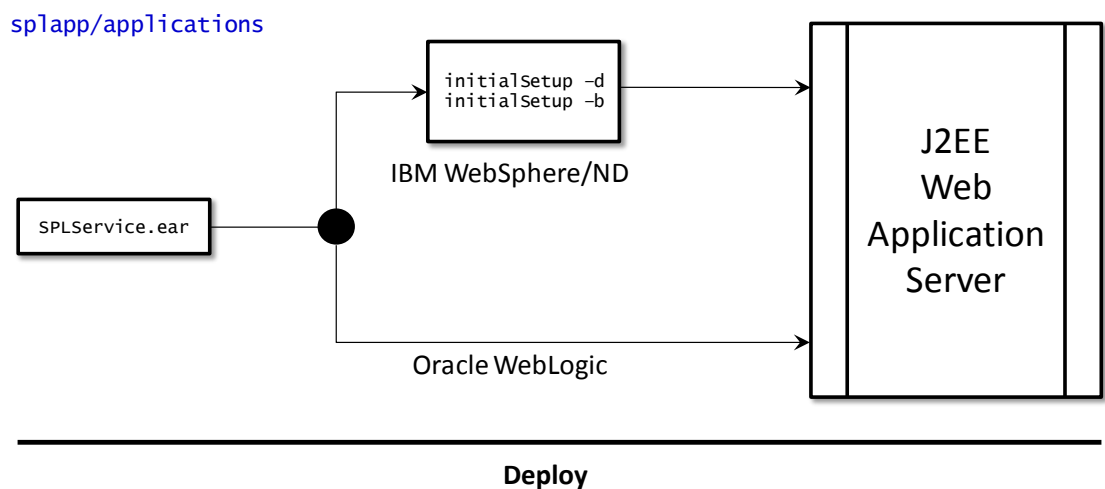 splapp/applications
initialSetup –d
initialSetup –b
IBM WebSphere/ND
SPLService.ear
J2EE
Web
Application
Server
Oracle WebLogic
Deploy